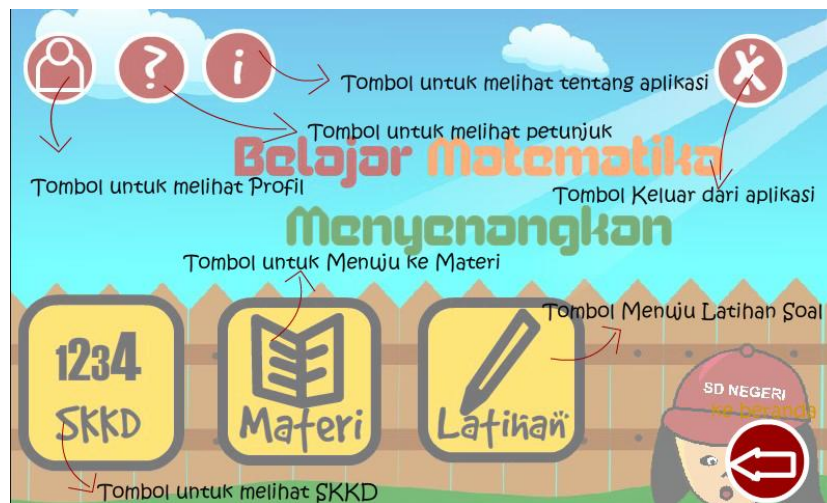 ?
i
X
Tombol untuk melihat tentang aplikasi
Tombol untuk melihat petunjuk
Belajar Matematika
Tombol untuk melihat Profil
Tombol Keluar dari aplikasi
Menyenangkan
Tombol untuk Menuju ke Materi
Tombol Menuju Latihan Soal
1234
SKKD
Materi
Latihan
SD NEGERI
ke beranda
Tombol untuk melihat SKKD